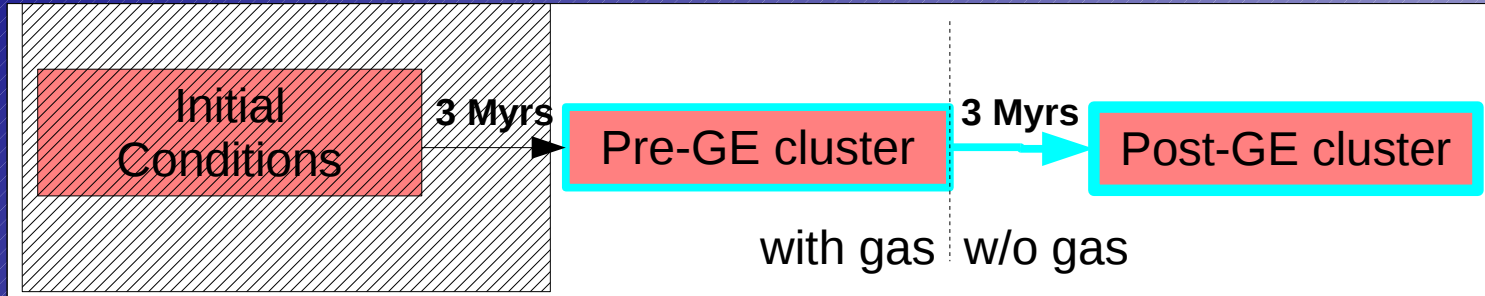 Initial
Conditions
3 Myrs
Pre-GE cluster
3 Myrs
Post-GE cluster
with gas
w/o gas